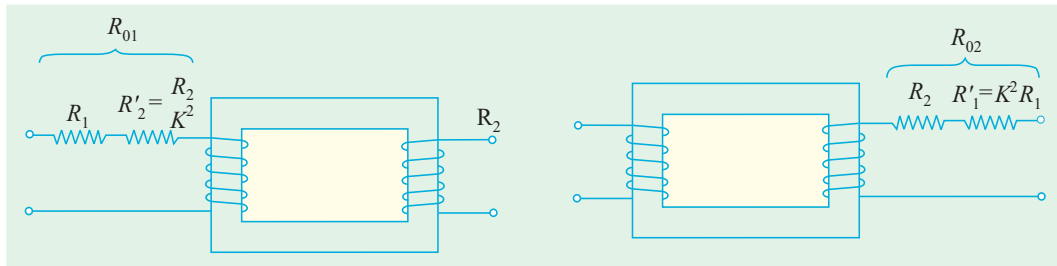 R₀₁
R₁ R'₂ = R₂ / K²
R₂
R₀₂
R₂ R'₁=K²R₁